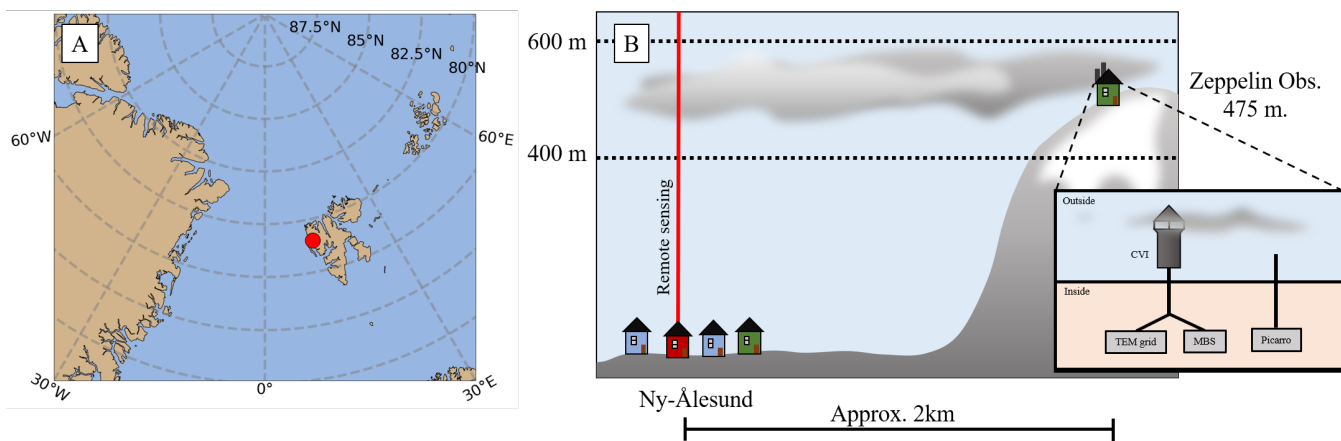 A
87.5°N
85°N
82.5°N
80°N
60°W
60°E
30°W
0°
30°E
B
600 m
400 m
Remote sensing
Zeppelin Obs.
475 m.
Outside
CVI
Inside
TEM grid
MBS
Picarro
Ny-Ålesund
Approx. 2km